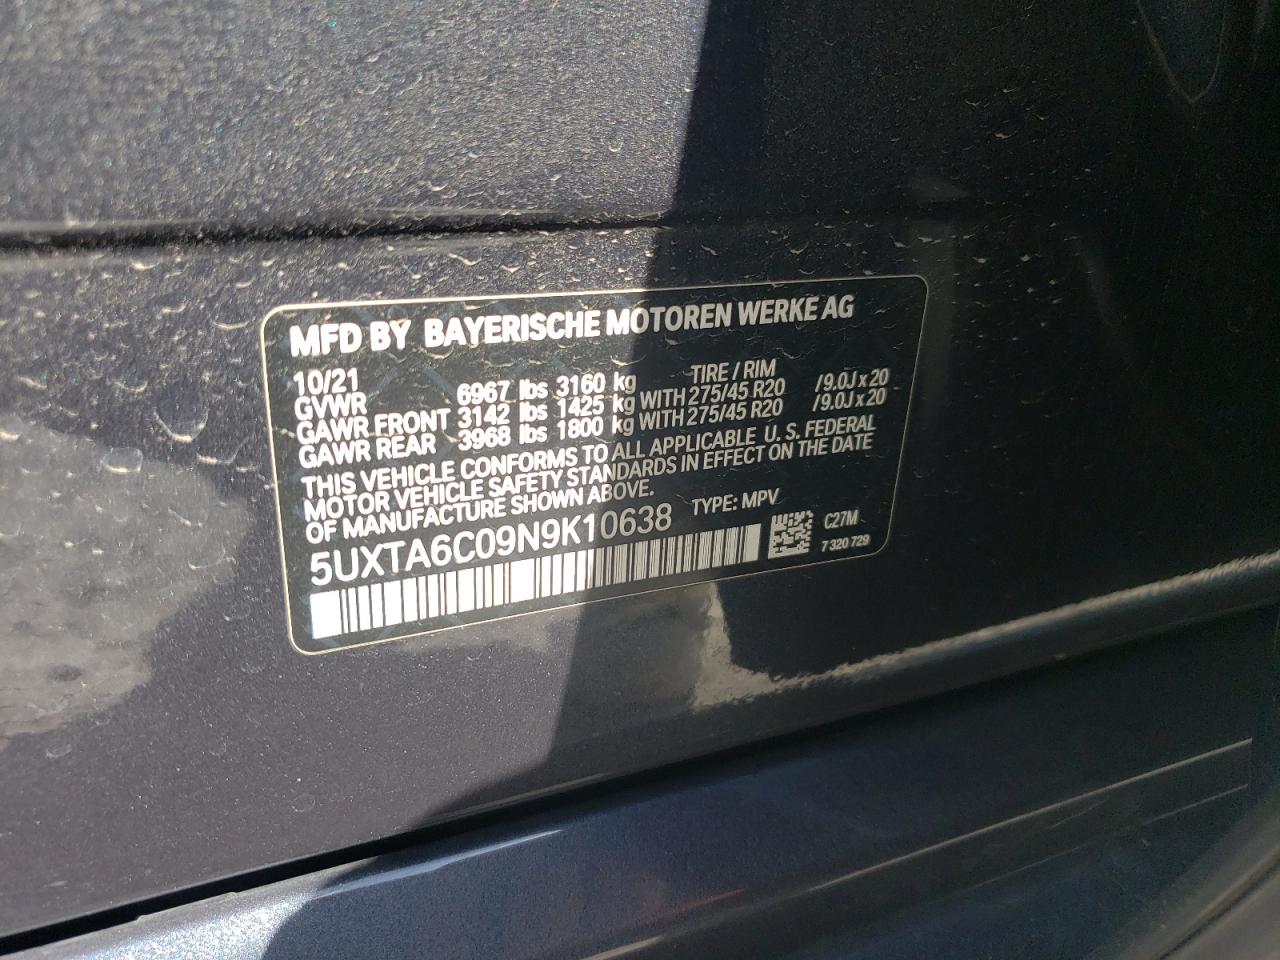 MFD BY BAYERISCHE MOTOREN WERKE AG
10/21 TIRE / RIM
GVWR 6967 lbs 3160 kg
GAWR FRONT 3142 lbs 1425 kg WITH 275/45 R20 /9.0J x 20
GAWR REAR 3968 lbs 1800 kg WITH 275/45 R20 /9.0J x 20
THIS VEHICLE CONFORMS TO ALL APPLICABLE U. S. FEDERAL
MOTOR VEHICLE SAFETY STANDARDS IN EFFECT ON THE DATE
OF MANUFACTURE SHOWN ABOVE.
5UXTA6C09N9K10638 TYPE: MPV
C27M
7 320 729